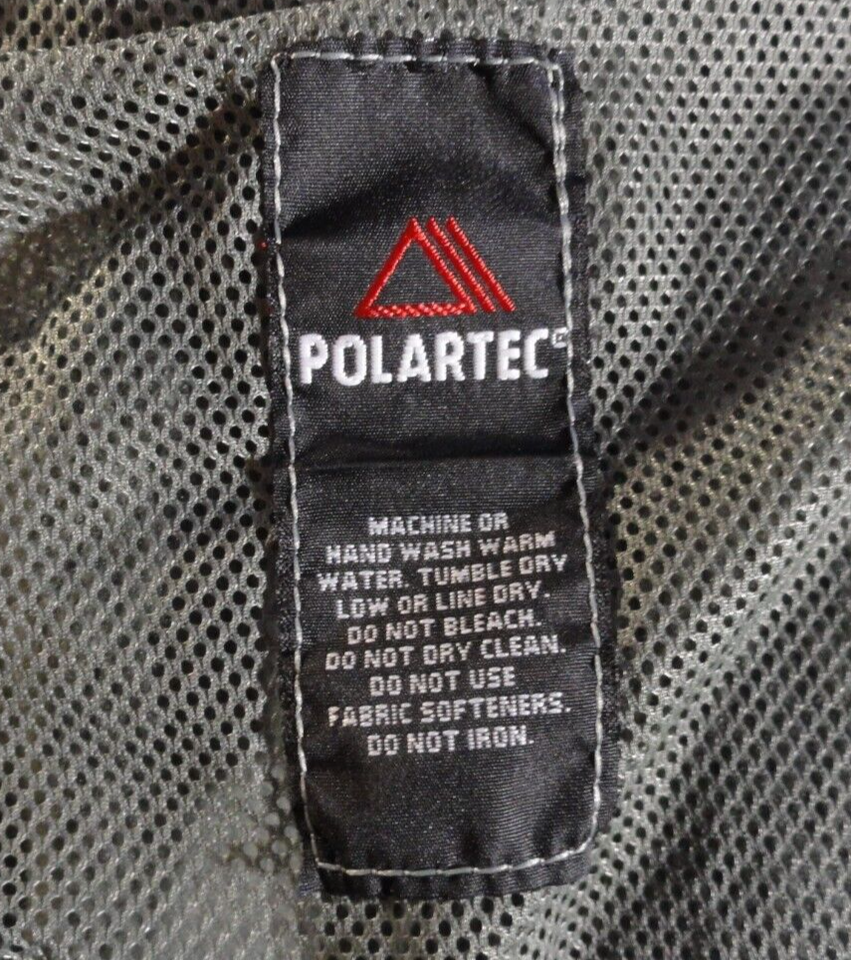 POLARTEC®
MACHINE OR
HAND WASH WARM
WATER. TUMBLE DRY
LOW OR LINE DRY.
DO NOT BLEACH.
DO NOT DRY CLEAN.
DO NOT USE
FABRIC SOFTENERS.
DO NOT IRON.